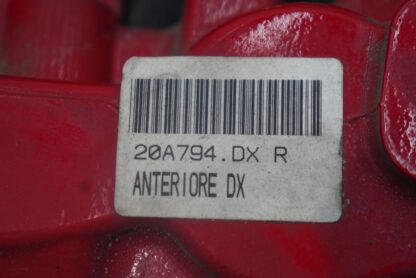 20A794.DX R
ANTERIORE DX